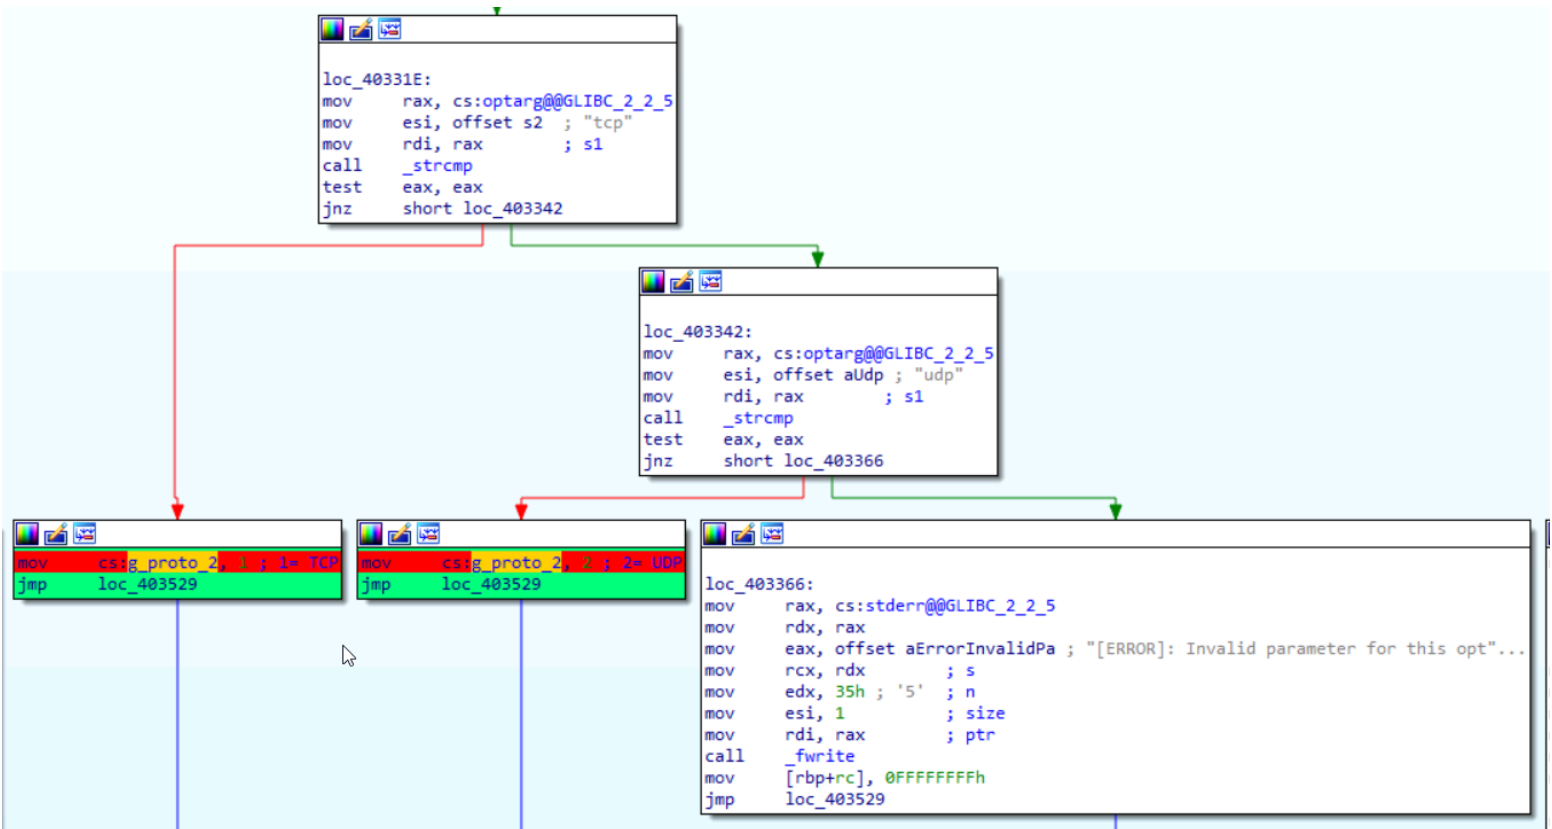 loc_40331E:
mov rax, cs:optarg@@GLIBC_2_2_5
mov esi, offset s2 ; "tcp"
mov rdi, rax ; s1
call _strcmp
test eax, eax
jnz short loc_403342
loc_403342:
mov rax, cs:optarg@@GLIBC_2_2_5
mov esi, offset aUdp ; "udp"
mov rdi, rax ; s1
call _strcmp
test eax, eax
jnz short loc_403366
mov cs:g_proto_2, 1 ; 1= TCP
jmp loc_403529
mov cs:g_proto_2, 2 ; 2= UDP
jmp loc_403529
loc_403366:
mov rax, cs:stderr@@GLIBC_2_2_5
mov rdx, rax
mov eax, offset aErrorInvalidPa ; "[ERROR]: Invalid parameter for this opt"...
mov rcx, rdx ; s
mov edx, 35h ; '5' ; n
mov esi, 1 ; size
mov rdi, rax ; ptr
call _fwrite
mov [rbp+rc], 0FFFFFFFFh
jmp loc_403529